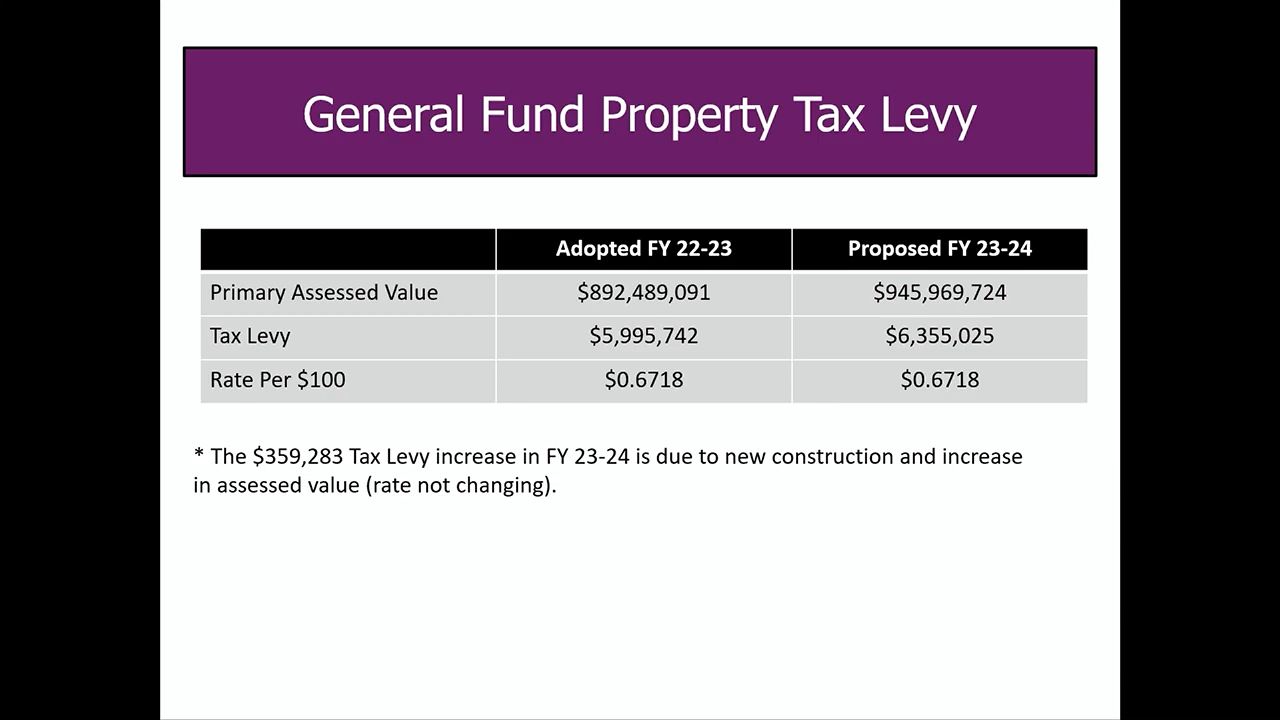 General Fund Property Tax Levy
Adopted FY 22-23 Proposed FY 23-24
Primary Assessed Value $892,489,091 $945,969,724
Tax Levy $5,995,742 $6,355,025
Rate Per $100 $0.6718 $0.6718
* The $359,283 Tax Levy increase in FY 23-24 is due to new construction and increase
in assessed value (rate not changing).